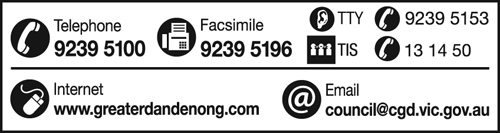 Telephone
9239 5100
Facsimile
9239 5196
TTY 9239 5153
TIS 13 14 50
Internet
www.greaterdandenong.com
Email
council@cgd.vic.gov.au